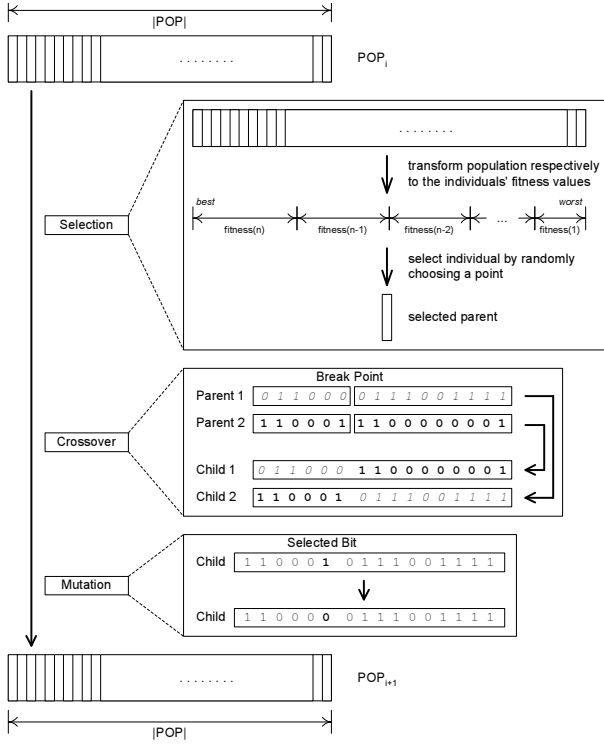 |POP|
. . . . . . . .
POPi
. . . . . . . .
transform population respectively
to the individuals' fitness values
best
worst
fitness(n)
fitness(n-1)
fitness(n-2)
...
fitness(1)
Selection
select individual by randomly
choosing a point
selected parent
Break Point
Parent 1 0 1 1 0 0 0 0 1 1 1 0 0 1 1 1 1
Parent 2 1 1 0 0 0 1 1 1 0 0 0 0 0 0 0 1
Crossover
Child 1 0 1 1 0 0 0 1 1 0 0 0 0 0 0 0 1
Child 2 1 1 0 0 0 1 0 1 1 1 0 0 1 1 1 1
Selected Bit
Child 1 1 0 0 0 1 0 1 1 1 0 0 1 1 1 1
Mutation
Child 1 1 0 0 0 0 0 1 1 1 0 0 1 1 1 1
. . . . . . . .
POPi+1
|POP|